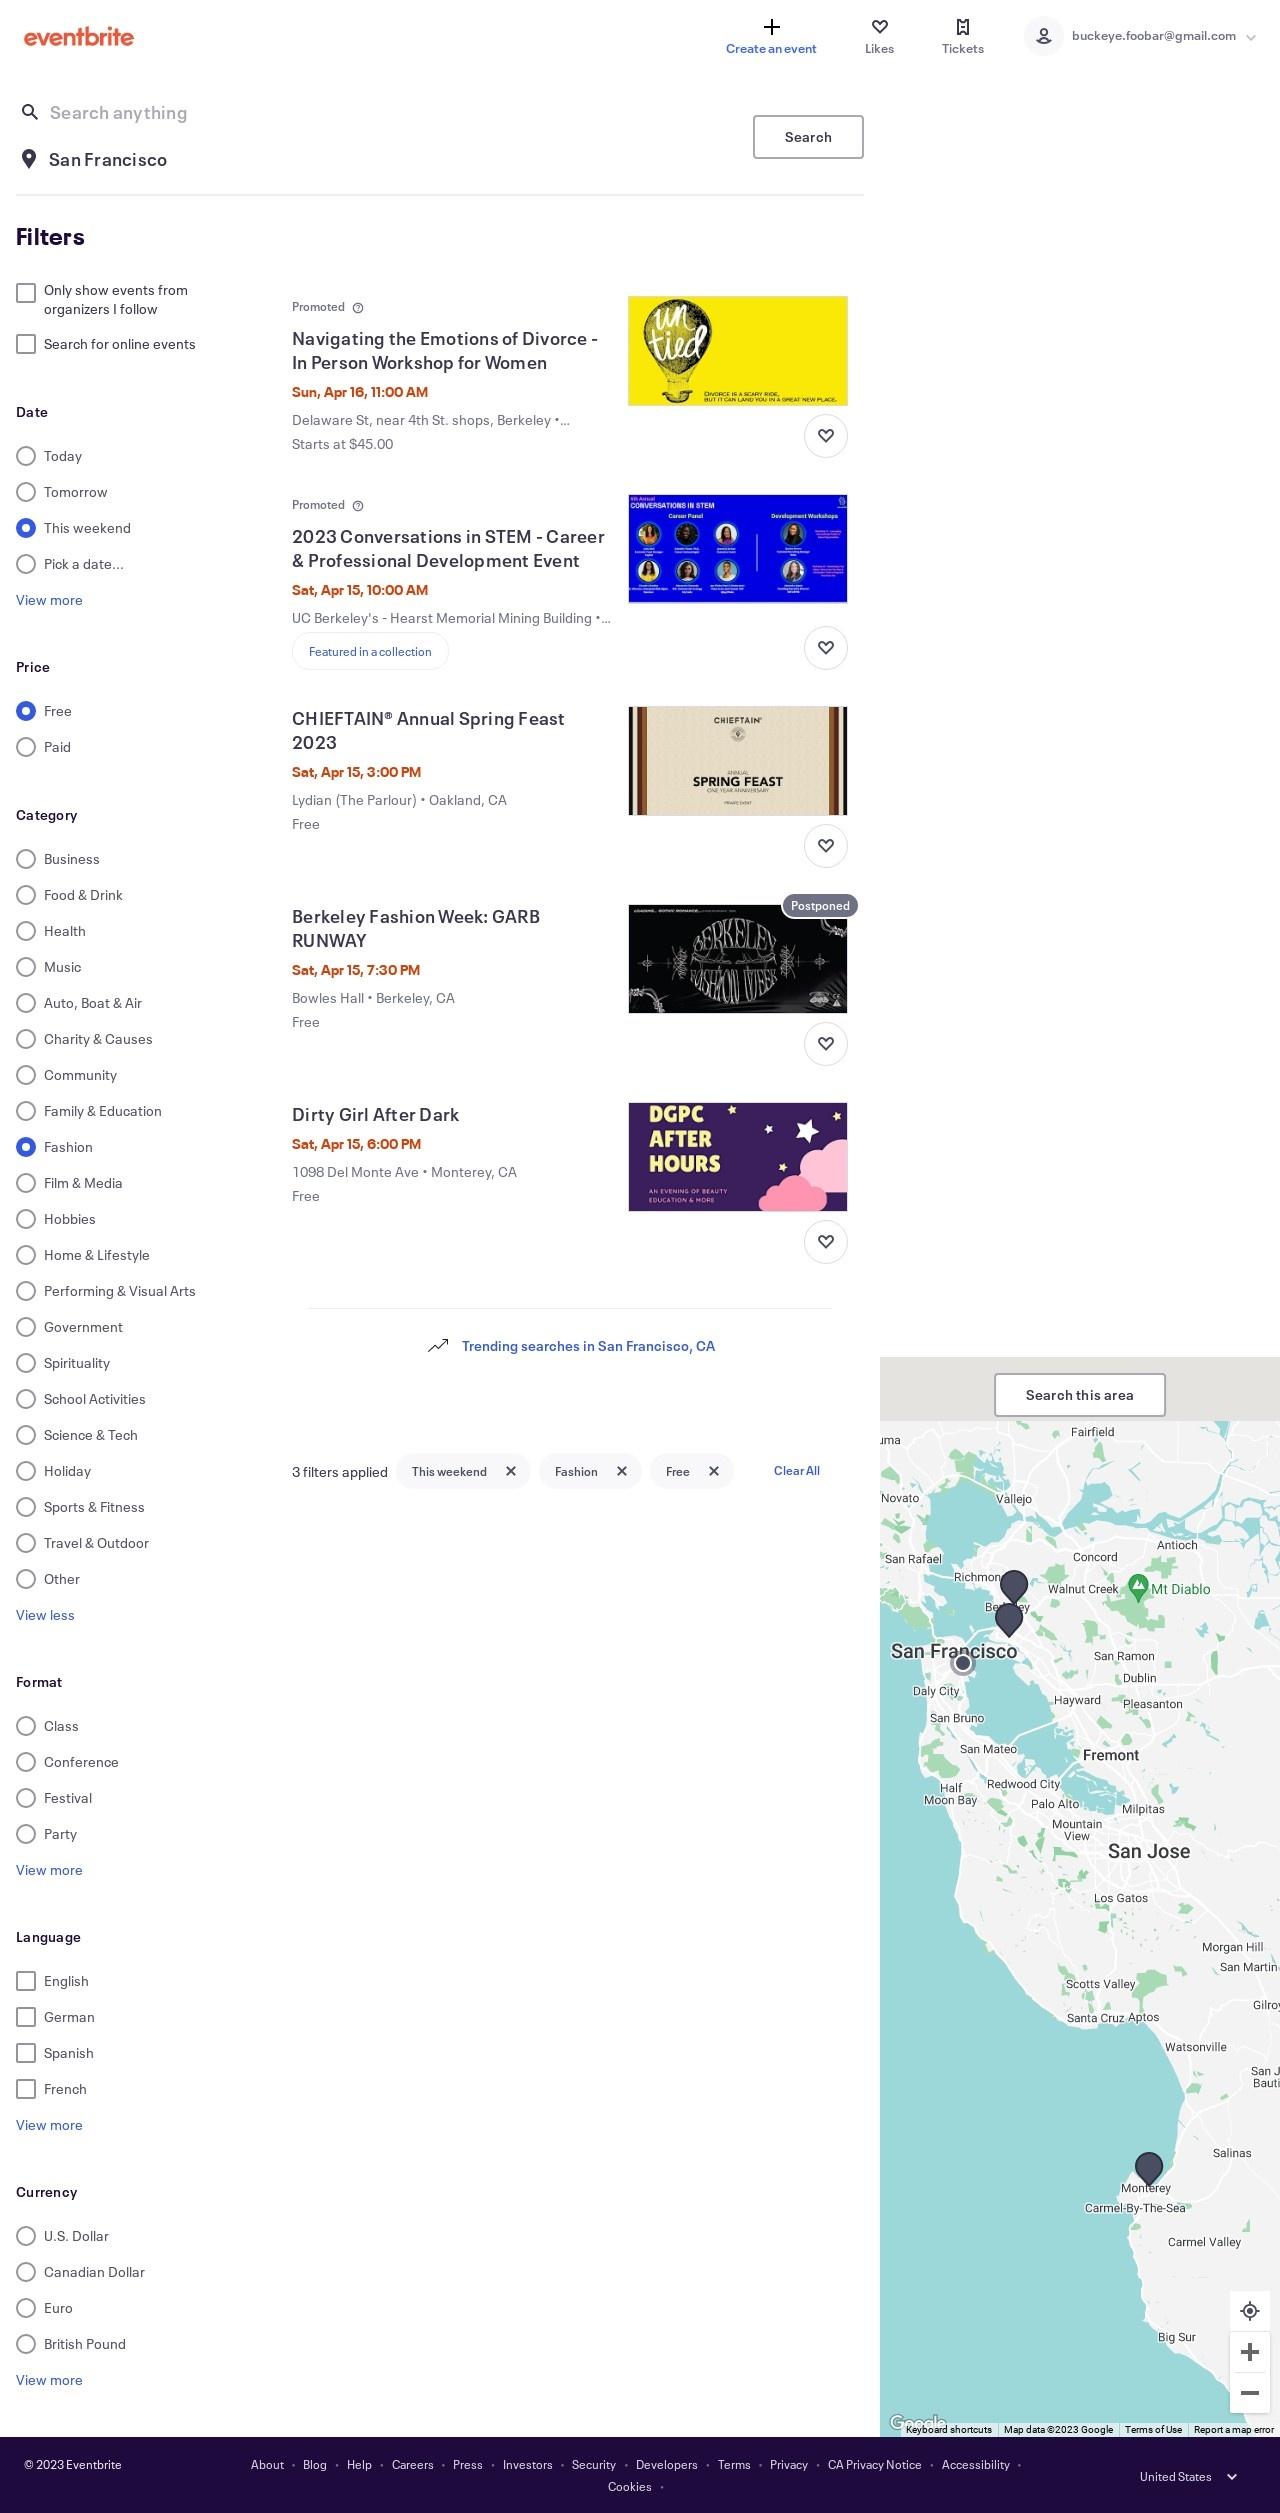 eventbrite
Create an event
Likes
Tickets
buckeye.foobar@gmail.com
Search anything
San Francisco
Search
Filters
Only show events from
organizers I follow
Search for online events
Date
Today
Tomorrow
This weekend
Pick a date...
View more
Price
Free
Paid
Category
Business
Food & Drink
Health
Music
Auto, Boat & Air
Charity & Causes
Community
Family & Education
Fashion
Film & Media
Hobbies
Home & Lifestyle
Performing & Visual Arts
Government
Spirituality
School Activities
Science & Tech
Holiday
Sports & Fitness
Travel & Outdoor
Other
View less
Format
Class
Conference
Festival
Party
View more
Language
English
German
Spanish
French
View more
Currency
U.S. Dollar
Canadian Dollar
Euro
British Pound
View more
Promoted
Navigating the Emotions of Divorce -
In Person Workshop for Women
Sun, Apr 16, 11:00 AM
Delaware St, near 4th St. shops, Berkeley •...
Starts at $45.00
un
tied
DIVORCE IS A SCARY RIDE,
BUT IT CAN LAND YOU IN A GREAT NEW PLACE.
Promoted
2023 Conversations in STEM - Career
& Professional Development Event
Sat, Apr 15, 10:00 AM
UC Berkeley's - Hearst Memorial Mining Building •...
Featured in a collection
CONVERSATIONS IN STEM
Career Panel
Development Workshops
CHIEFTAIN® Annual Spring Feast
2023
Sat, Apr 15, 3:00 PM
Lydian (The Parlour) • Oakland, CA
Free
CHIEFTAIN
ANNUAL
SPRING FEAST
ONE YEAR ANNIVERSARY
PRIVATE EVENT
Berkeley Fashion Week: GARB
RUNWAY
Sat, Apr 15, 7:30 PM
Bowles Hall • Berkeley, CA
Free
Postponed
BERKELEY
FASHION WEEK
Dirty Girl After Dark
Sat, Apr 15, 6:00 PM
1098 Del Monte Ave • Monterey, CA
Free
DGPC
AFTER
HOURS
AN EVENING OF BEAUTY
EDUCATION & MORE
Trending searches in San Francisco, CA
3 filters applied
This weekend
Fashion
Free
Clear All
Search this area
Fairfield
uma
Novato
Vallejo
Antioch
San Rafael
Concord
Richmon
Walnut Creek
Mt Diablo
San Francisco
San Ramon
Dublin
Daly City
Hayward
Pleasanton
San Bruno
San Mateo
Fremont
Half
Moon Bay
Redwood City
Palo Alto
Milpitas
Mountain
View
San Jose
Los Gatos
Morgan Hill
San Martin
Scotts Valley
Gilroy
Santa Cruz
Aptos
Watsonville
San J
Bauti
Salinas
Monterey
Carmel-By-The-Sea
Carmel Valley
Big Sur
Google
Keyboard shortcuts
Map data ©2023 Google
Terms of Use
Report a map error
© 2023 Eventbrite
About • Blog • Help • Careers • Press • Investors • Security • Developers • Terms • Privacy • CA Privacy Notice • Accessibility •
Cookies •
United States